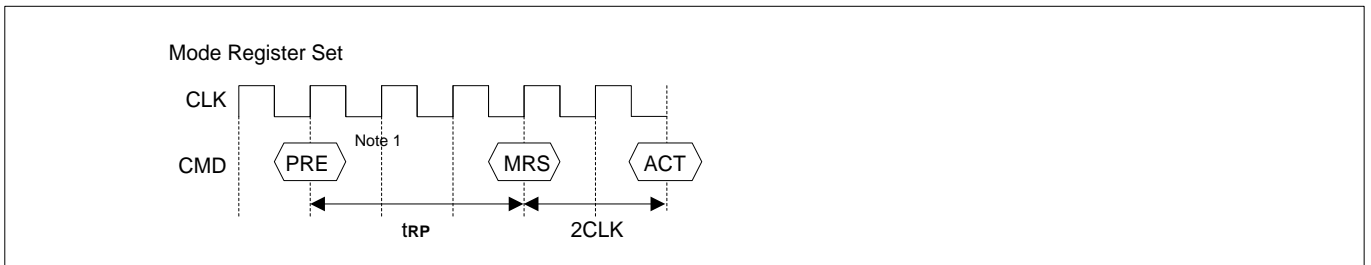 Mode Register Set
CLK
Note 1
CMD PRE MRS ACT
tRP 2CLK